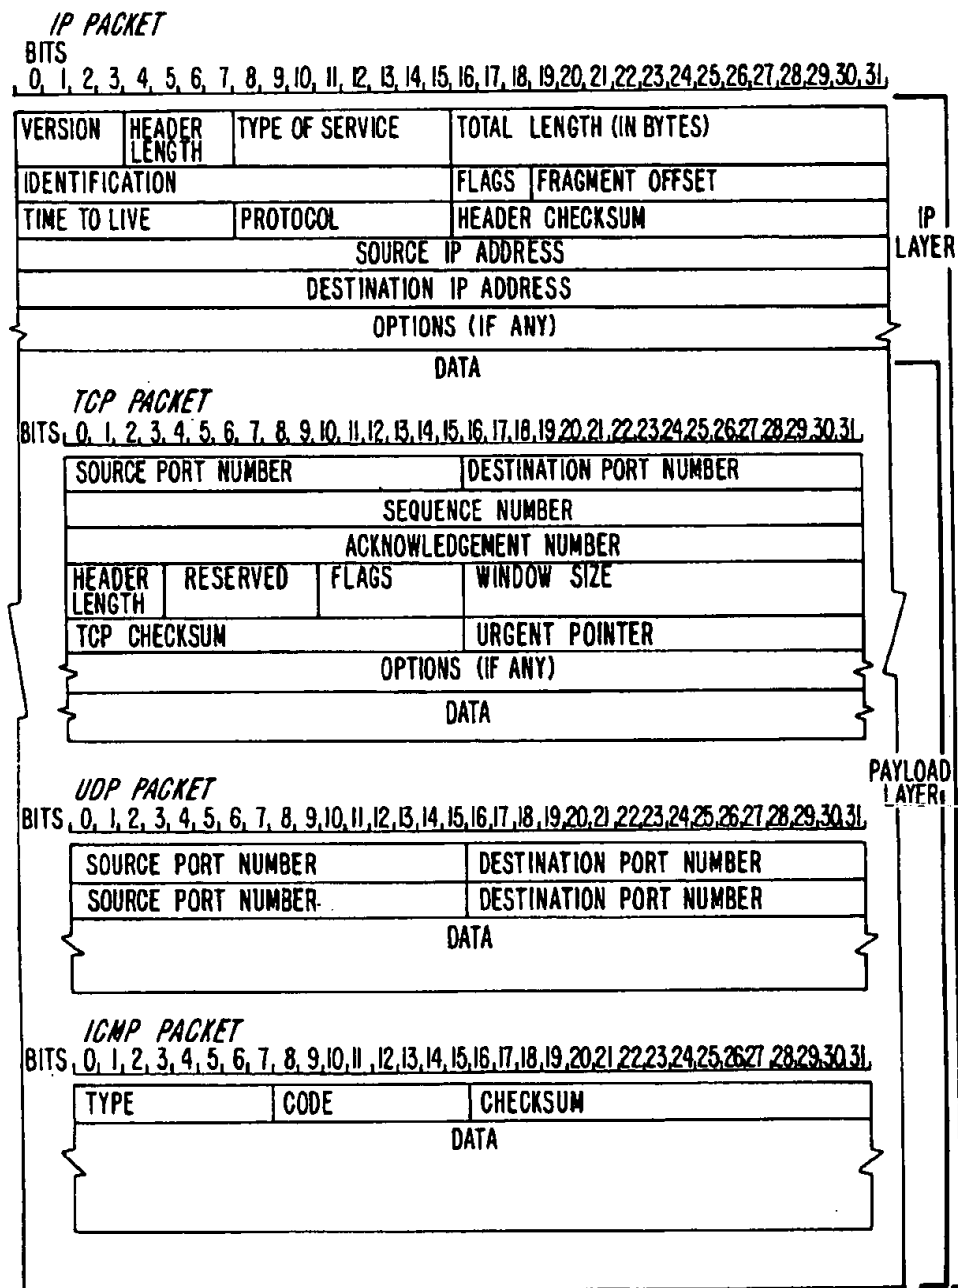 IP PACKET
BITS
0, 1, 2, 3, 4, 5, 6, 7, 8, 9, 10, 11, 12, 13, 14, 15, 16, 17, 18, 19, 20, 21, 22, 23, 24, 25, 26, 27, 28, 29, 30, 31,
VERSION HEADER LENGTH TYPE OF SERVICE TOTAL LENGTH (IN BYTES)
IDENTIFICATION FLAGS FRAGMENT OFFSET
TIME TO LIVE PROTOCOL HEADER CHECKSUM
SOURCE IP ADDRESS
DESTINATION IP ADDRESS
OPTIONS (IF ANY)
IP
LAYER
DATA
TCP PACKET
BITS 0, 1, 2, 3, 4, 5, 6, 7, 8, 9, 10, 11, 12, 13, 14, 15, 16, 17, 18, 19, 20, 21, 22, 23, 24, 25, 26, 27, 28, 29, 30, 31,
SOURCE PORT NUMBER DESTINATION PORT NUMBER
SEQUENCE NUMBER
ACKNOWLEDGEMENT NUMBER
HEADER LENGTH RESERVED FLAGS WINDOW SIZE
TCP CHECKSUM URGENT POINTER
OPTIONS (IF ANY)
DATA
PAYLOAD
LAYER
UDP PACKET
BITS 0, 1, 2, 3, 4, 5, 6, 7, 8, 9, 10, 11, 12, 13, 14, 15, 16, 17, 18, 19, 20, 21, 22, 23, 24, 25, 26, 27, 28, 29, 30, 31,
SOURCE PORT NUMBER DESTINATION PORT NUMBER
SOURCE PORT NUMBER DESTINATION PORT NUMBER
DATA
ICMP PACKET
BITS 0, 1, 2, 3, 4, 5, 6, 7, 8, 9, 10, 11, 12, 13, 14, 15, 16, 17, 18, 19, 20, 21, 22, 23, 24, 25, 26, 27, 28, 29, 30, 31,
TYPE CODE CHECKSUM
DATA